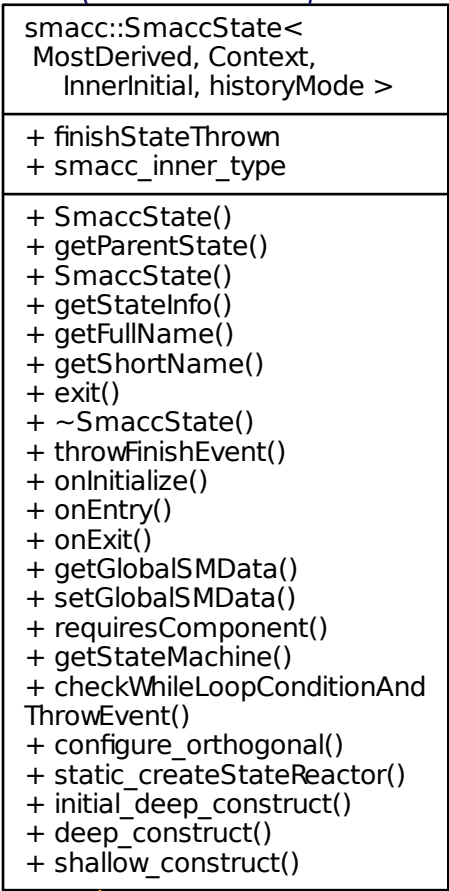 smacc::SmaccState<
MostDerived, Context,
InnerInitial, historyMode >
+ finishStateThrown
+ smacc_inner_type
+ SmaccState()
+ getParentState()
+ SmaccState()
+ getStateInfo()
+ getFullName()
+ getShortName()
+ exit()
+ ~SmaccState()
+ throwFinishEvent()
+ onInitialize()
+ onEntry()
+ onExit()
+ getGlobalSMData()
+ setGlobalSMData()
+ requiresComponent()
+ getStateMachine()
+ checkWhileLoopConditionAnd
ThrowEvent()
+ configure_orthogonal()
+ static_createStateReactor()
+ initial_deep_construct()
+ deep_construct()
+ shallow_construct()